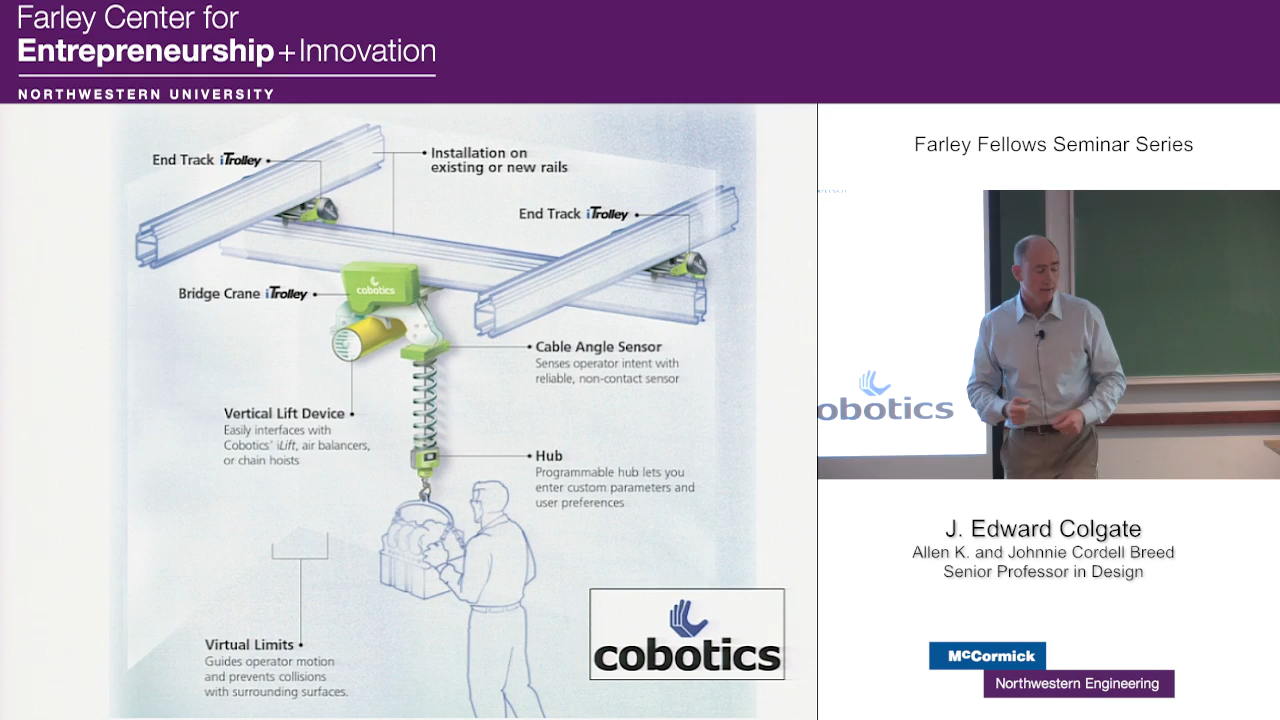 Farley Center for
Entrepreneurship+Innovation
NORTHWESTERN UNIVERSITY
End Track iTrolley
Installation on
existing or new rails
End Track iTrolley
Bridge Crane iTrolley
cobotics
Cable Angle Sensor
Senses operator intent with
reliable, non-contact sensor
Vertical Lift Device
Easily interfaces with
Cobotics' iLift, air balancers,
or chain hoists
Hub
Programmable hub lets you
enter custom parameters and
user preferences
Virtual Limits
Guides operator motion
and prevents collisions
with surrounding surfaces.
cobotics
Farley Fellows Seminar Series
obotics
J. Edward Colgate
Allen K. and Johnnie Cordell Breed
Senior Professor in Design
McCormick
Northwestern Engineering